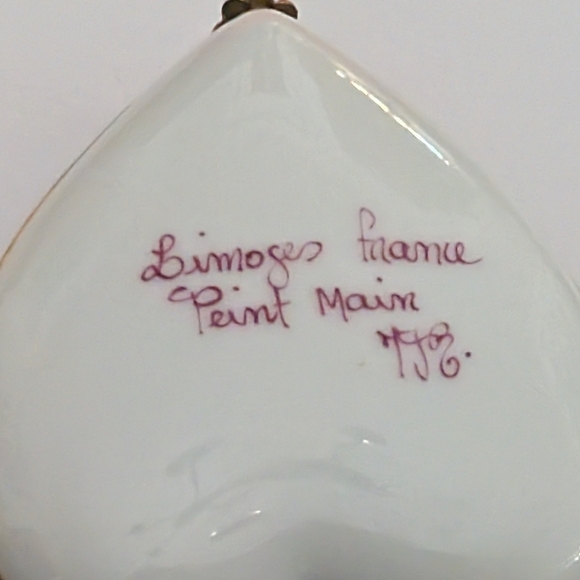 Limoges france
Peint Main